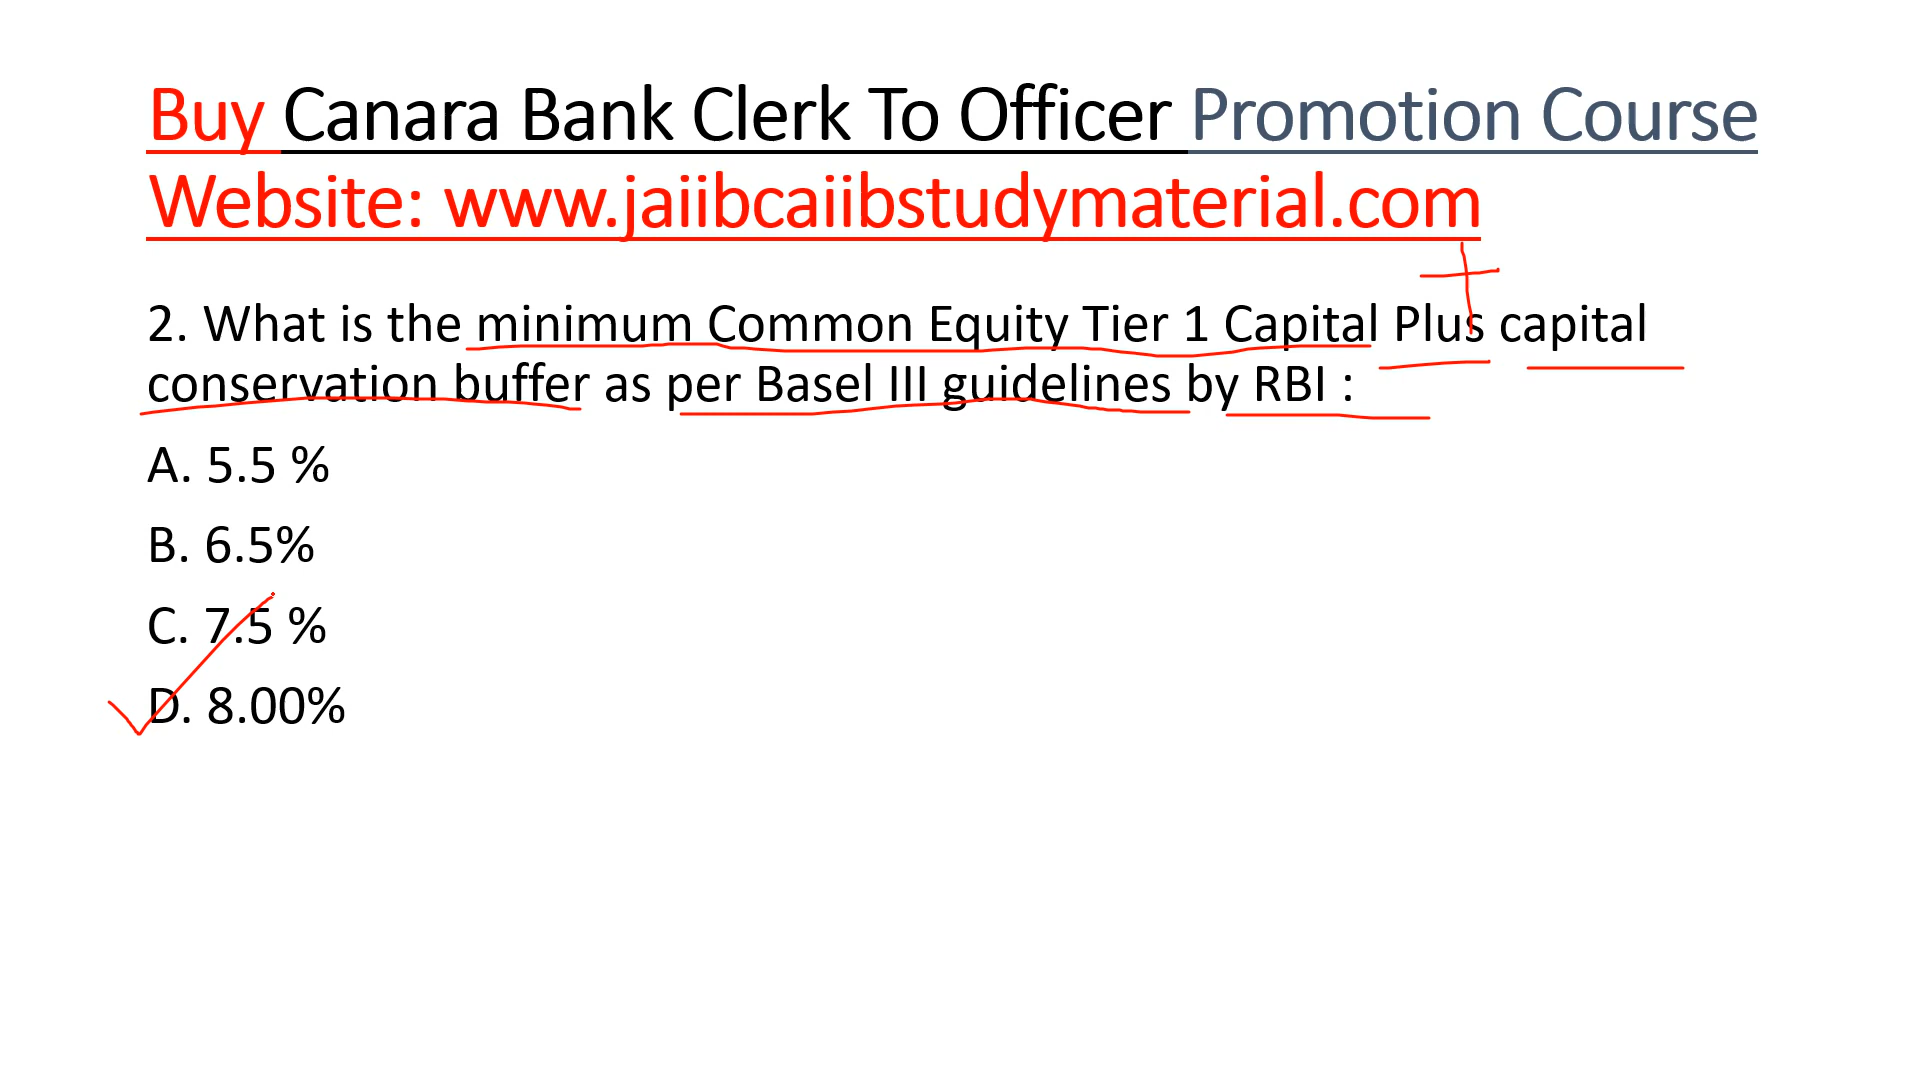 Buy Canara Bank Clerk To Officer Promotion Course
Website: www.jaiibcaiibstudymaterial.com
2. What is the minimum Common Equity Tier 1 Capital Plus capital
conservation buffer as per Basel III guidelines by RBI :
A. 5.5 %
B. 6.5%
C. 7.5 %
D. 8.00%